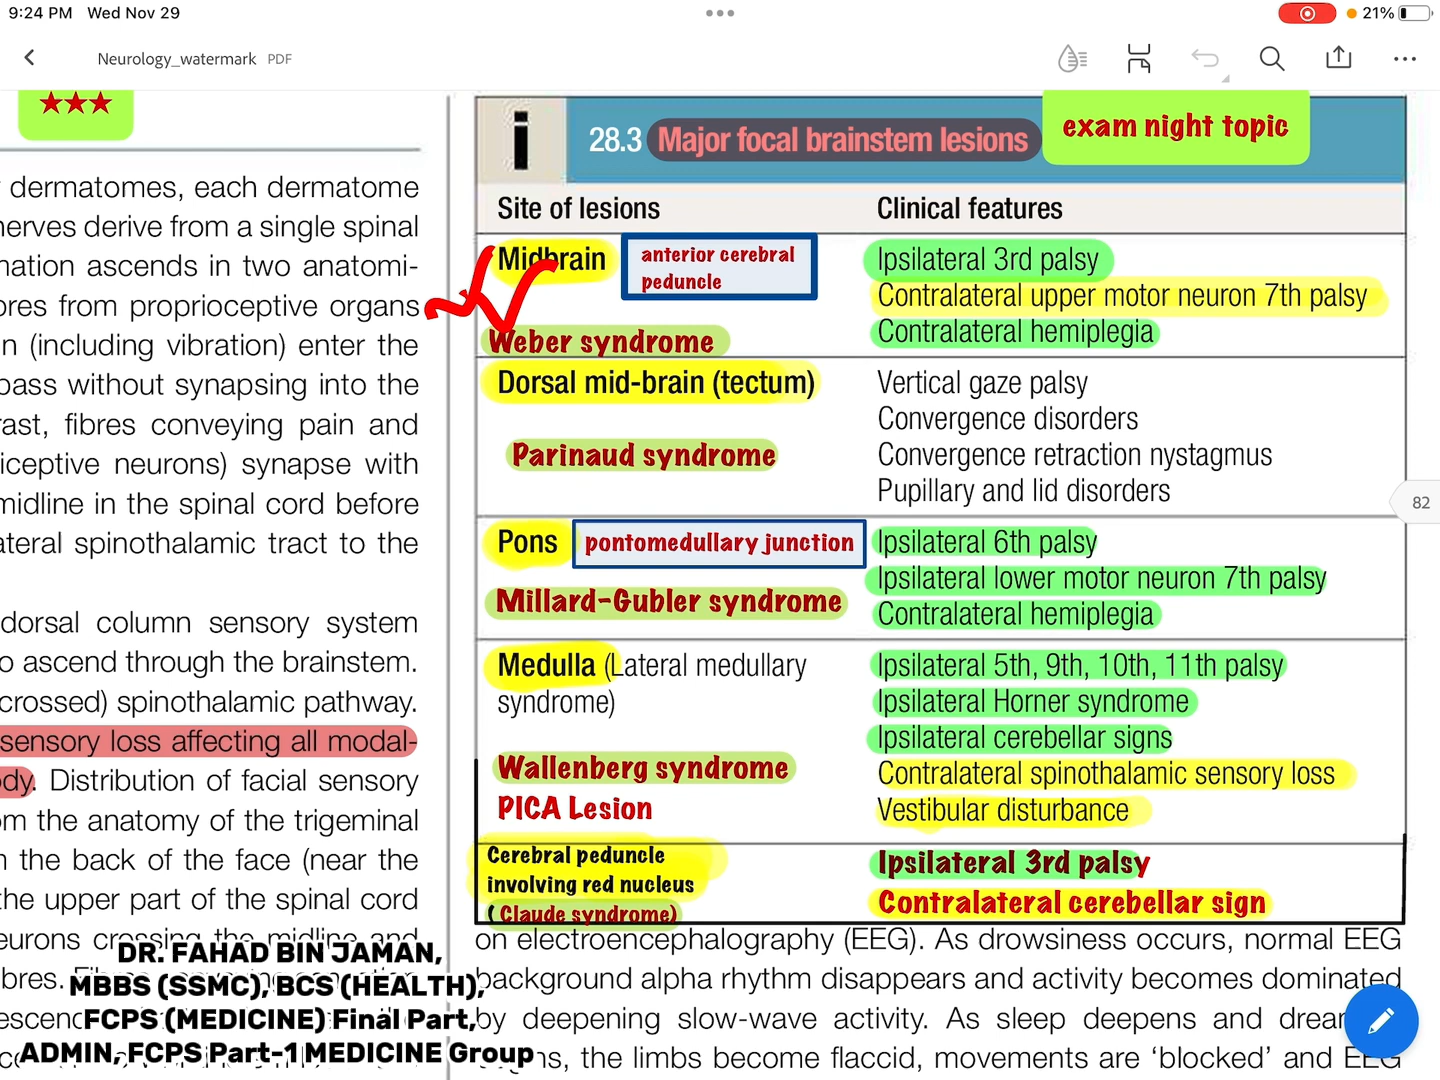 9:24 PM Wed Nov 29
21%
Neurology_watermark PDF
dermatomes, each dermatome
nerves derive from a single spinal
ascends in two anatomi-
from proprioceptive organs
(including vibration) enter the
pass without synapsing into the
fibres conveying pain and
neurons) synapse with
midline in the spinal cord before
spinothalamic tract to the
dorsal column sensory system
ascend through the brainstem.
crossed) spinothalamic pathway.
sensory loss affecting all modal-
Distribution of facial sensory
the anatomy of the trigeminal
the back of the face (near the
the upper part of the spinal cord
crossing the midline and
i
28.3 Major focal brainstem lesions
exam night topic
Site of lesions Clinical features
Midbrain anterior cerebral peduncle
Weber syndrome
Ipsilateral 3rd palsy
Contralateral upper motor neuron 7th palsy
Contralateral hemiplegia
Dorsal mid-brain (tectum)
Parinaud syndrome
Vertical gaze palsy
Convergence disorders
Convergence retraction nystagmus
Pupillary and lid disorders
Pons pontomedullary junction
Millard-Gubler syndrome
Ipsilateral 6th palsy
Ipsilateral lower motor neuron 7th palsy
Contralateral hemiplegia
Medulla (Lateral medullary
syndrome)
Wallenberg syndrome
PICA Lesion
Ipsilateral 5th, 9th, 10th, 11th palsy
Ipsilateral Horner syndrome
Ipsilateral cerebellar signs
Contralateral spinothalamic sensory loss
Vestibular disturbance
Cerebral peduncle
involving red nucleus
(Claude syndrome)
Ipsilateral 3rd palsy
Contralateral cerebellar sign
on electroencephalography (EEG). As drowsiness occurs, normal EEG
background alpha rhythm disappears and activity becomes dominated
by deepening slow-wave activity. As sleep deepens and
the limbs become flaccid, movements are ‘blocked’ and EEG
82
DR. FAHAD BIN JAMAN,
MBBS (SSMC), BCS (HEALTH),
FCPS (MEDICINE) Final Part,
ADMIN, FCPS Part-1 MEDICINE Group